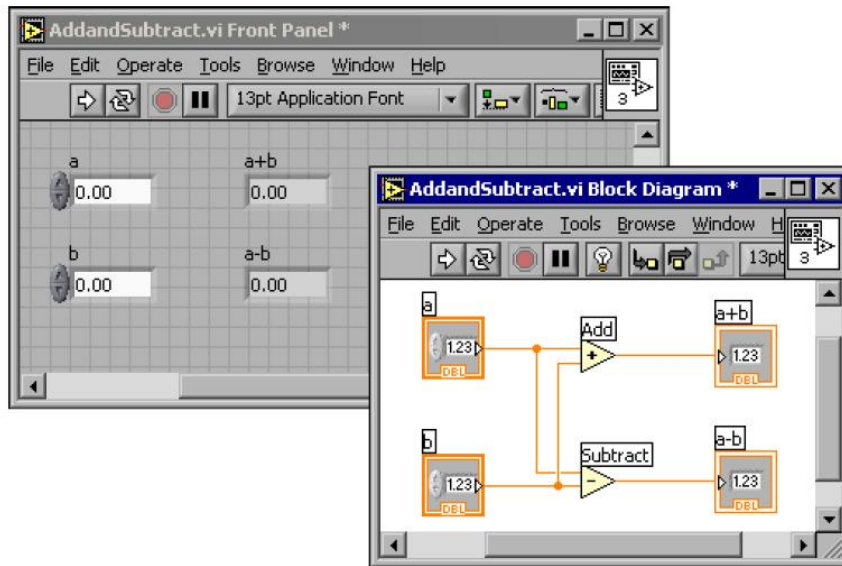 AddandSubtract.vi Front Panel *
File Edit Operate Tools Browse Window Help
13pt Application Font
3
a
0.00
a+b
0.00
b
0.00
a-b
0.00
AddandSubtract.vi Block Diagram *
File Edit Operate Tools Browse Window H
13pt
3
a
1.23
DBL
Add
+
a+b
1.23
DBL
b
1.23
DBL
Subtract
-
a-b
1.23
DBL